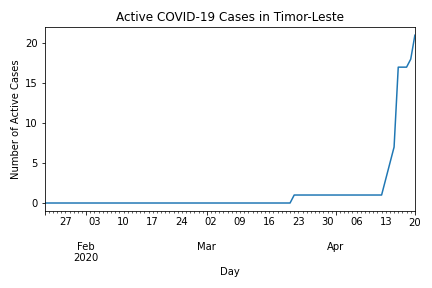 Active COVID-19 Cases in Timor-Leste
Number of Active Cases
20
15
10
5
0
27 03 10 17 24 02 09 16 23 30 06 13 20
Feb Mar Apr
2020
Day